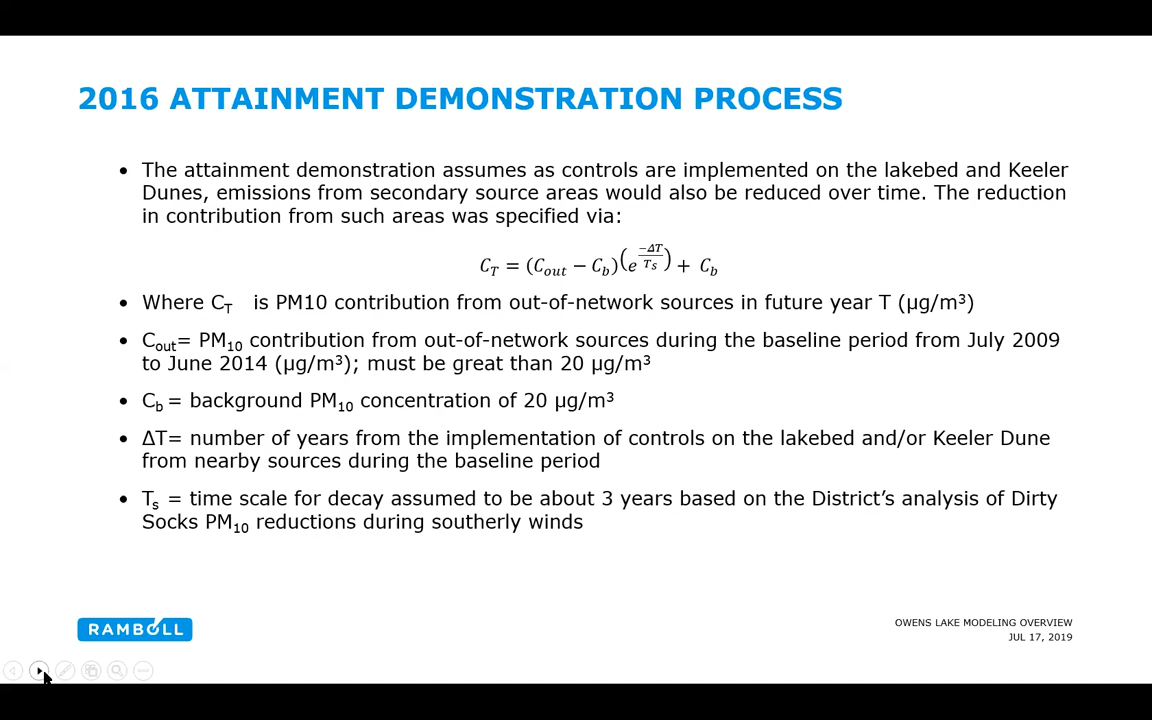 2016 ATTAINMENT DEMONSTRATION PROCESS
• The attainment demonstration assumes as controls are implemented on the lakebed and Keeler
Dunes, emissions from secondary source areas would also be reduced over time. The reduction
in contribution from such areas was specified via:
C_T = (C_out − C_b)(e^(−ΔT/Ts)) + C_b
• Where C_T is PM10 contribution from out-of-network sources in future year T (µg/m³)
• C_out= PM₁₀ contribution from out-of-network sources during the baseline period from July 2009
to June 2014 (µg/m³); must be great than 20 µg/m³
• C_b = background PM₁₀ concentration of 20 µg/m³
• ΔT= number of years from the implementation of controls on the lakebed and/or Keeler Dune
from nearby sources during the baseline period
• T_s = time scale for decay assumed to be about 3 years based on the District’s analysis of Dirty
Socks PM₁₀ reductions during southerly winds
RAMBOLL
OWENS LAKE MODELING OVERVIEW
JUL 17, 2019